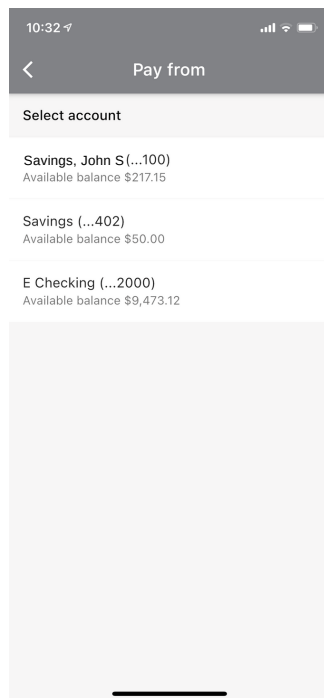 10:32
Pay from
Select account
Savings, John S (...100)
Available balance $217.15
Savings (...402)
Available balance $50.00
E Checking (...2000)
Available balance $9,473.12